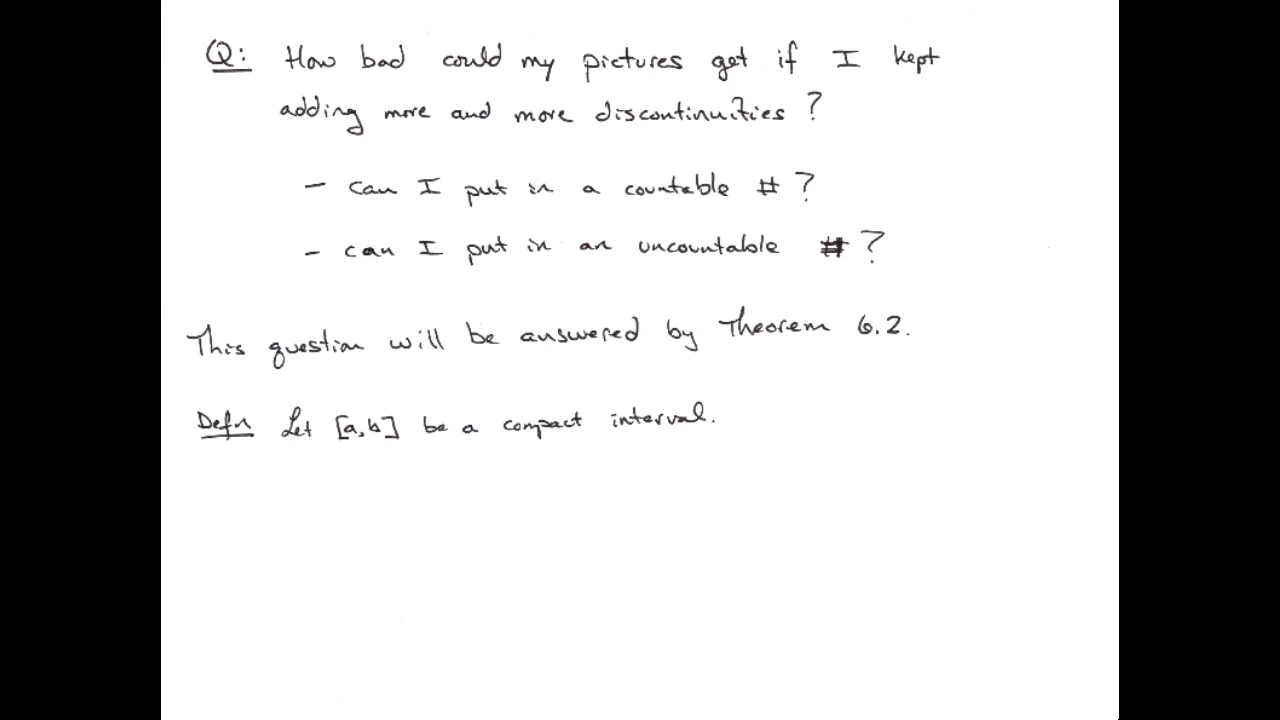 Q: How bad could my pictures get if I kept
adding more and more discontinuities?
- can I put in a countable #?
- can I put in an uncountable #?
This question will be answered by Theorem 6.2.
Defn Let [a,b] be a compact interval.